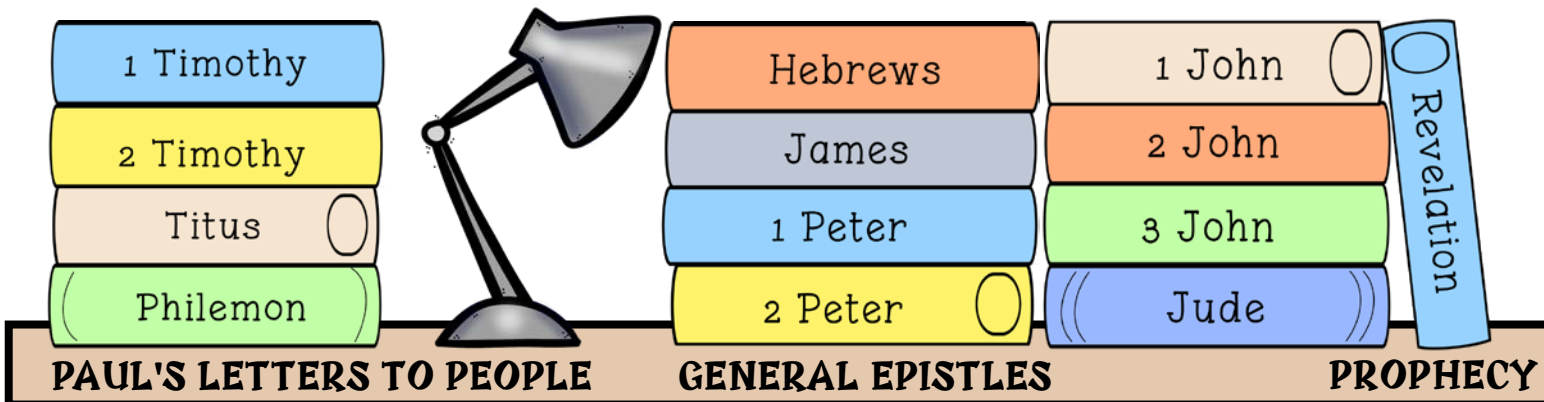 1 Timothy
2 Timothy
Titus
Philemon
Hebrews
James
1 Peter
2 Peter
1 John
2 John
3 John
Jude
Revelation
PAUL'S LETTERS TO PEOPLE
GENERAL EPISTLES
PROPHECY